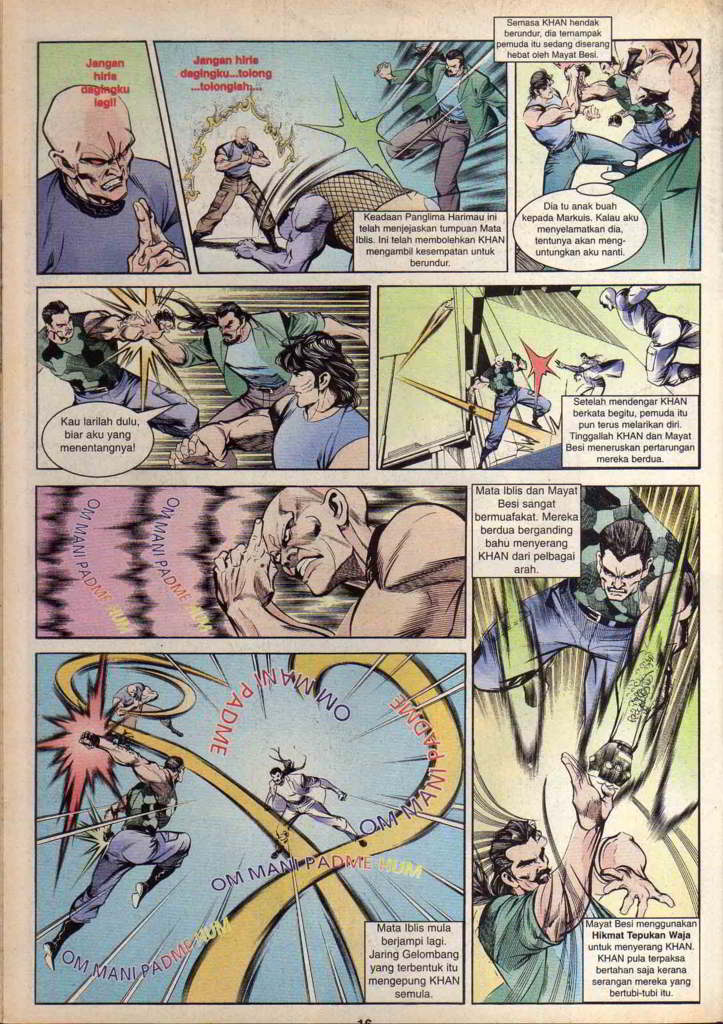 Jangan
hiris
dagingku
lagi!
Jangan hiris
dagingku...tolong
...tolonglah...
Keadaan Panglima Harimau ini
telah menjejaskan tumpuan Mata
Iblis. Ini telah membolehkan KHAN
mengambil kesempatan untuk
berundur.
Semasa KHAN hendak
berundur, dia ternampak
pemuda itu sedang diserang
hebat oleh Mayat Besi.
Dia tu anak buah
kepada Markuis. Kalau aku
menyelamatkan dia,
tentunya akan meng-
untungkan aku nanti.
Kau larilah dulu,
biar aku yang
menentangnya!
Setelah mendengar KHAN
berkata begitu, pemuda itu
pun terus melarikan diri.
Tinggallah KHAN dan Mayat
Besi meneruskan pertarungan
mereka berdua.
OM MANI PADME HUM
OM MANI PADME HUM
Mata Iblis dan Mayat
Besi sangat
bermuafakat. Mereka
berdua berganding
bahu menyerang
KHAN dari pelbagai
arah.
OM MANI PADME
OM MANI PADME
OM MANI PADME HUM
OM MANI PADME HUM
Mata Iblis mula
berjampi lagi.
Jaring Gelombang
yang terbentuk itu
mengepung KHAN
semula.
Mayat Besi menggunakan
Hikmat Tepukan Waja
untuk menyerang KHAN.
KHAN pula terpaksa
bertahan saja kerana
serangan mereka yang
bertubi-tubi itu.
16